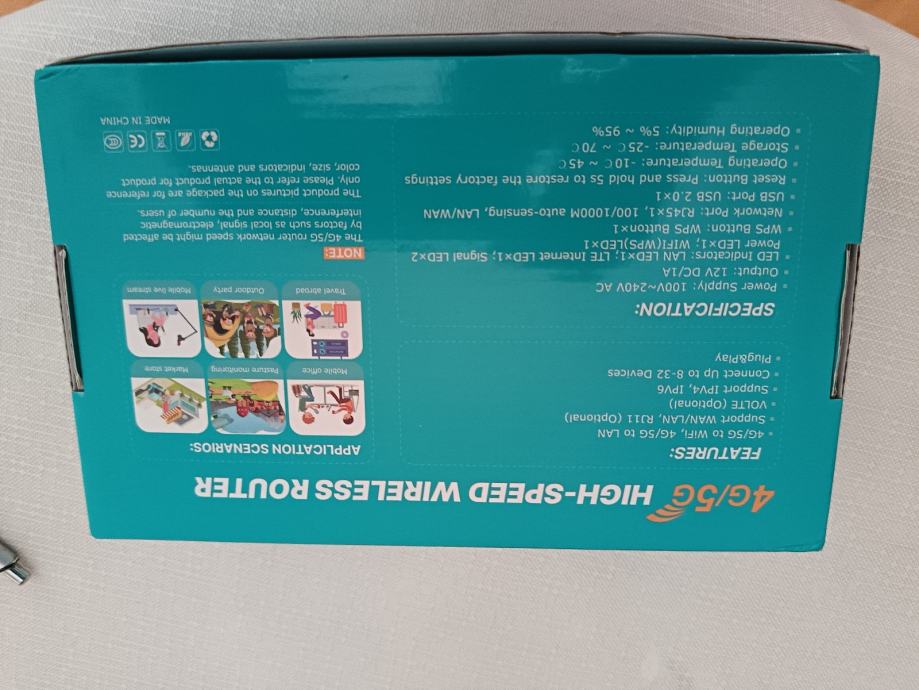 4G/5G HIGH-SPEED WIRELESS ROUTER
FEATURES:
4G/5G to WiFi, 4G/5G to LAN
Support WAN/LAN, RJ11 (Optional)
VOLTE (Optional)
Support IPV4, IPV6
Connect Up to 8-32 Devices
Plug&Play
SPECIFICATION:
Power Supply: 100V~240V AC
Output: 12V DC/1A
LED Indicators: LAN LED×1; LTE Internet LED×1; Signal LED×2
Power LED×1; WIFI(WPS)LED×1
WPS Button: WPS Button×1
Network Port: RJ45×1, 100/1000M auto-sensing, LAN/WAN
USB Port: USB 2.0×1
Reset Button: Press and hold 5s to restore the factory settings
Operating Temperature: -10℃ ~ 45℃
Storage Temperature: -25℃ ~ 70℃
Operating Humidity: 5% ~ 95%
APPLICATION SCENARIOS:
Mobile office
Pasture monitoring
Market store
Travel abroad
Outdoor party
Mobile live stream
NOTE:
The 4G/5G router network speed might be affected
by factors such as local signal, electromagnetic
interference, distance and the number of users.
The product pictures on the package are for reference
only. Please refer to the actual product for product
color, size, indicators and antennas.
CE
MADE IN CHINA